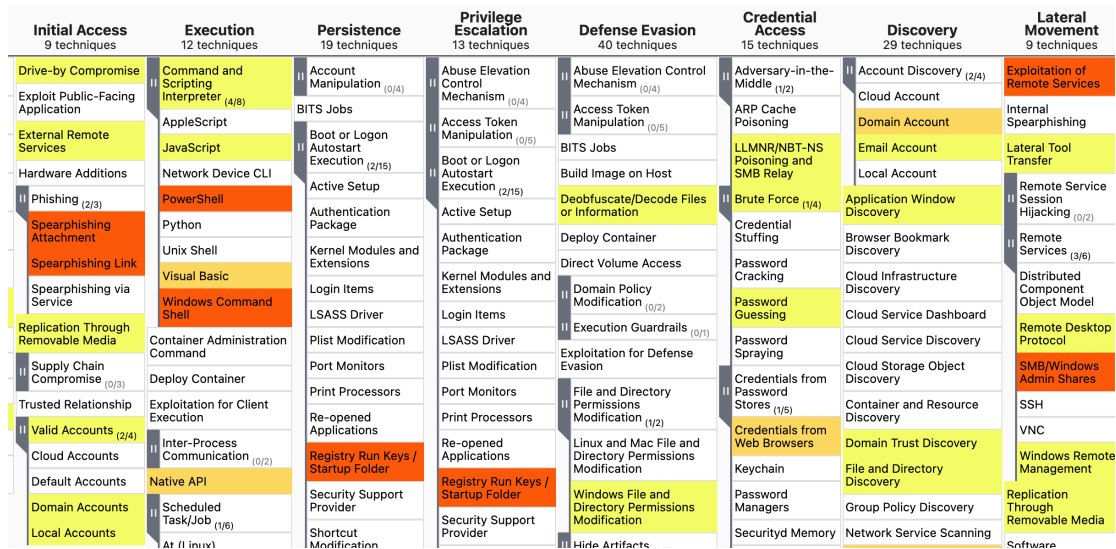 Initial Access
9 techniques
Drive-by Compromise
Exploit Public-Facing
Application
External Remote
Services
Hardware Additions
Phishing (2/3)
Spearphishing
Attachment
Spearphishing Link
Spearphishing via
Service
Replication Through
Removable Media
Supply Chain
Compromise (0/3)
Trusted Relationship
Valid Accounts (2/4)
Cloud Accounts
Default Accounts
Domain Accounts
Local Accounts
Execution
12 techniques
Command and
Scripting
Interpreter (4/8)
AppleScript
JavaScript
Network Device CLI
PowerShell
Python
Unix Shell
Visual Basic
Windows Command
Shell
Container Administration
Command
Deploy Container
Exploitation for Client
Execution
Inter-Process
Communication (0/2)
Native API
Scheduled
Task/Job (1/6)
At (Linux)
Persistence
19 techniques
Account
Manipulation (0/4)
BITS Jobs
Boot or Logon
Autostart
Execution (2/15)
Active Setup
Authentication
Package
Kernel Modules and
Extensions
Login Items
LSASS Driver
Plist Modification
Port Monitors
Print Processors
Re-opened
Applications
Registry Run Keys /
Startup Folder
Security Support
Provider
Shortcut
Modification
Privilege
Escalation
13 techniques
Abuse Elevation
Control
Mechanism (0/4)
Access Token
Manipulation (0/5)
Boot or Logon
Autostart
Execution (2/15)
Active Setup
Authentication
Package
Kernel Modules and
Extensions
Login Items
LSASS Driver
Plist Modification
Port Monitors
Print Processors
Re-opened
Applications
Registry Run Keys /
Startup Folder
Security Support
Provider
Defense Evasion
40 techniques
Abuse Elevation Control
Mechanism (0/4)
Access Token
Manipulation (0/5)
BITS Jobs
Build Image on Host
Deobfuscate/Decode Files
or Information
Deploy Container
Direct Volume Access
Domain Policy
Modification (0/2)
Execution Guardrails (0/1)
Exploitation for Defense
Evasion
File and Directory
Permissions
Modification (1/2)
Linux and Mac File and
Directory Permissions
Modification
Windows File and
Directory Permissions
Modification
Hide Artifacts
Credential
Access
15 techniques
Adversary-in-the-
Middle (1/2)
ARP Cache
Poisoning
LLMNR/NBT-NS
Poisoning and
SMB Relay
Brute Force (1/4)
Credential
Stuffing
Password
Cracking
Password
Guessing
Password
Spraying
Credentials from
Password
Stores (1/5)
Credentials from
Web Browsers
Keychain
Password
Managers
Securityd Memory
Discovery
29 techniques
Account Discovery (2/4)
Cloud Account
Domain Account
Email Account
Local Account
Application Window
Discovery
Browser Bookmark
Discovery
Cloud Infrastructure
Discovery
Cloud Service Dashboard
Cloud Service Discovery
Cloud Storage Object
Discovery
Container and Resource
Discovery
Domain Trust Discovery
File and Directory
Discovery
Group Policy Discovery
Network Service Scanning
Lateral
Movement
9 techniques
Exploitation of
Remote Services
Internal
Spearphishing
Lateral Tool
Transfer
Remote Service
Session
Hijacking (0/2)
Remote
Services (3/6)
Distributed
Component
Object Model
Remote Desktop
Protocol
SMB/Windows
Admin Shares
SSH
VNC
Windows Remote
Management
Replication
Through
Removable Media
Software